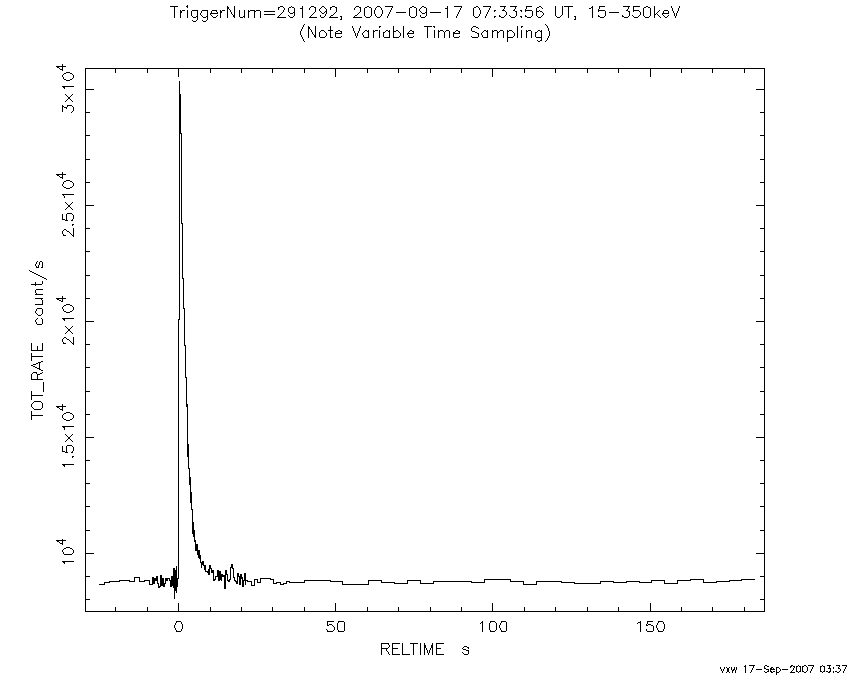 TriggerNum=291292, 2007-09-17 07:33:56 UT, 15-350keV
(Note Variable Time Sampling)
3×10⁴
2.5×10⁴
2×10⁴
1.5×10⁴
10⁴
TOT_RATE count/s
0 50 100 150
RELTIME s
vxw 17-Sep-2007 03:37